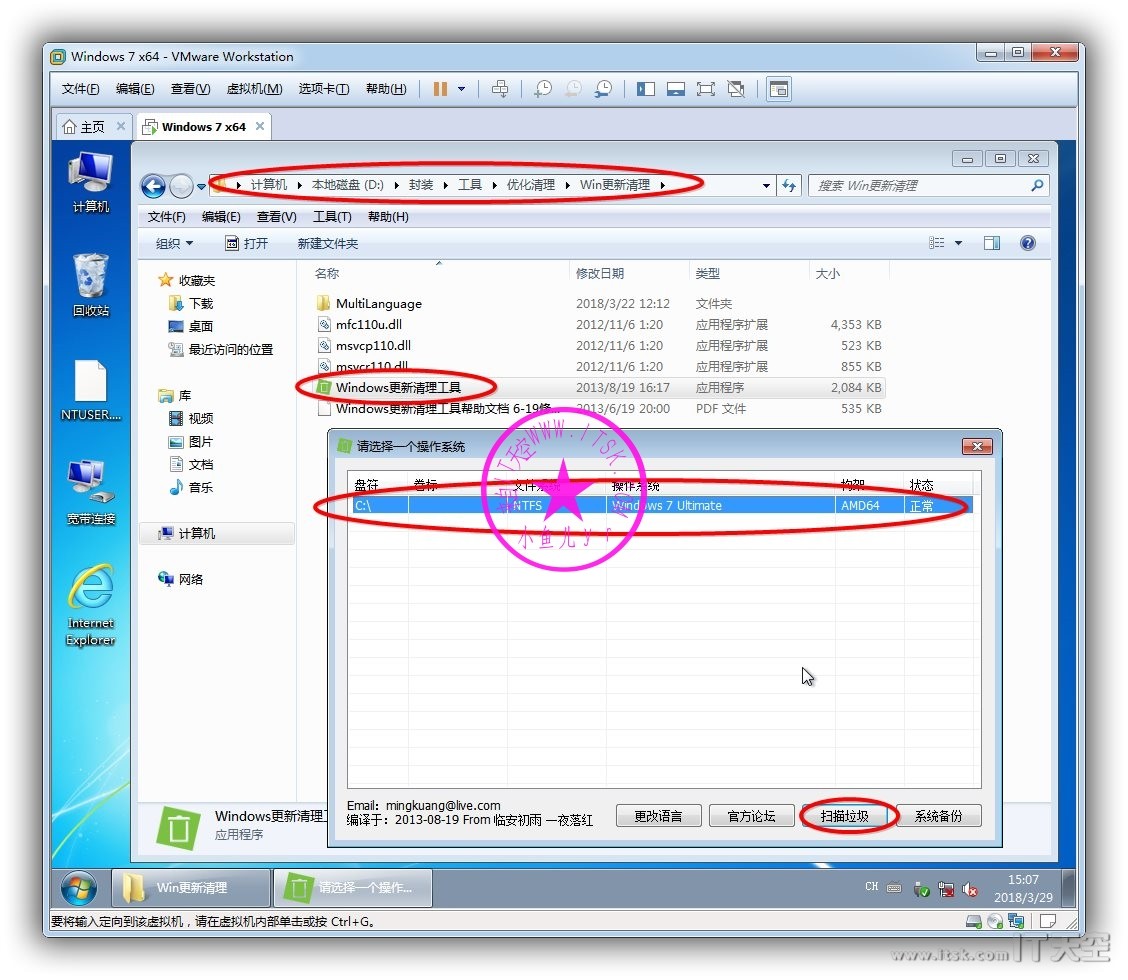 Windows 7 x64 - VMware Workstation
文件(F) 编辑(E) 查看(V) 虚拟机(M) 选项卡(T) 帮助(H)
主页 Windows 7 x64
计算机 本地磁盘 (D:) 封装 工具 优化清理 Win更新清理 搜索 Win更新清理
文件(F) 编辑(E) 查看(V) 工具(T) 帮助(H)
组织 打开 新建文件夹
计算机
回收站
NTUSER....
宽带连接
Internet
Explorer
收藏夹
下载
桌面
最近访问的位置
库
视频
图片
文档
音乐
计算机
网络
名称 修改日期 类型 大小
MultiLanguage 2018/3/22 12:12 文件夹
mfc110u.dll 2012/11/6 1:20 应用程序扩展 4,353 KB
msvcp110.dll 2012/11/6 1:20 应用程序扩展 523 KB
msvcr110.dll 2012/11/6 1:20 应用程序扩展 855 KB
Windows更新清理工具 2013/8/19 16:17 应用程序 2,084 KB
Windows更新清理工具帮助文档 6-19修... 2013/6/19 20:00 PDF 文件 535 KB
请选择一个操作系统
盘符 卷标 文件系统 操作系统 构架 状态
C:\ NTFS Windows 7 Ultimate AMD64 正常
小鱼儿yr
Email: mingkuang@live.com
编译于: 2013-08-19 From 临安初雨 一夜落红
更改语言 官方论坛 扫描垃圾 系统备份
Windows更新清理工
应用程序
Win更新清理 请选择一个操作... CH 15:07
2018/3/29
要将输入定向到该虚拟机，请在虚拟机内部单击或按 Ctrl+G。
www.itsk.com IT天空